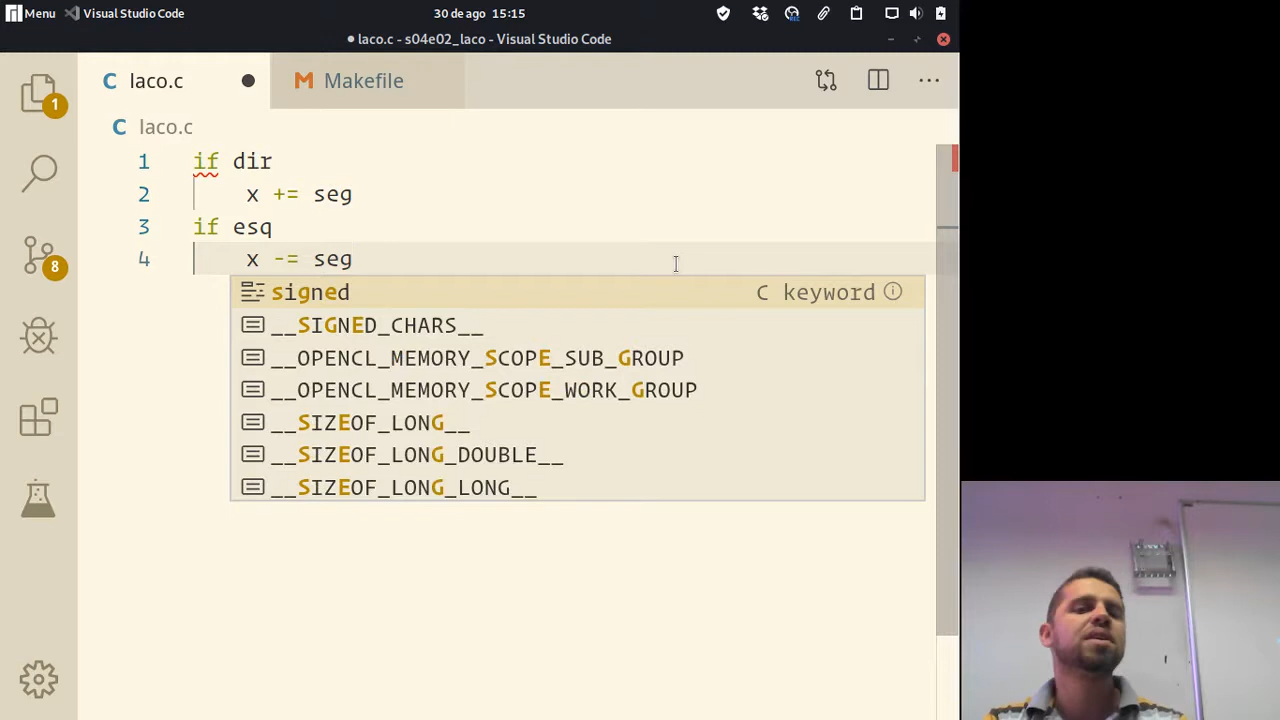 Menu Visual Studio Code 30 de ago 15:15
● laco.c - s04e02_laco - Visual Studio Code
C laco.c ● M Makefile ···
C laco.c
1
1 if dir
2 x += seg
3 if esq
8
4 x -= seg
signed C keyword
__SIGNED_CHARS__
__OPENCL_MEMORY_SCOPE_SUB_GROUP
__OPENCL_MEMORY_SCOPE_WORK_GROUP
__SIZEOF_LONG__
__SIZEOF_LONG_DOUBLE__
__SIZEOF_LONG_LONG__